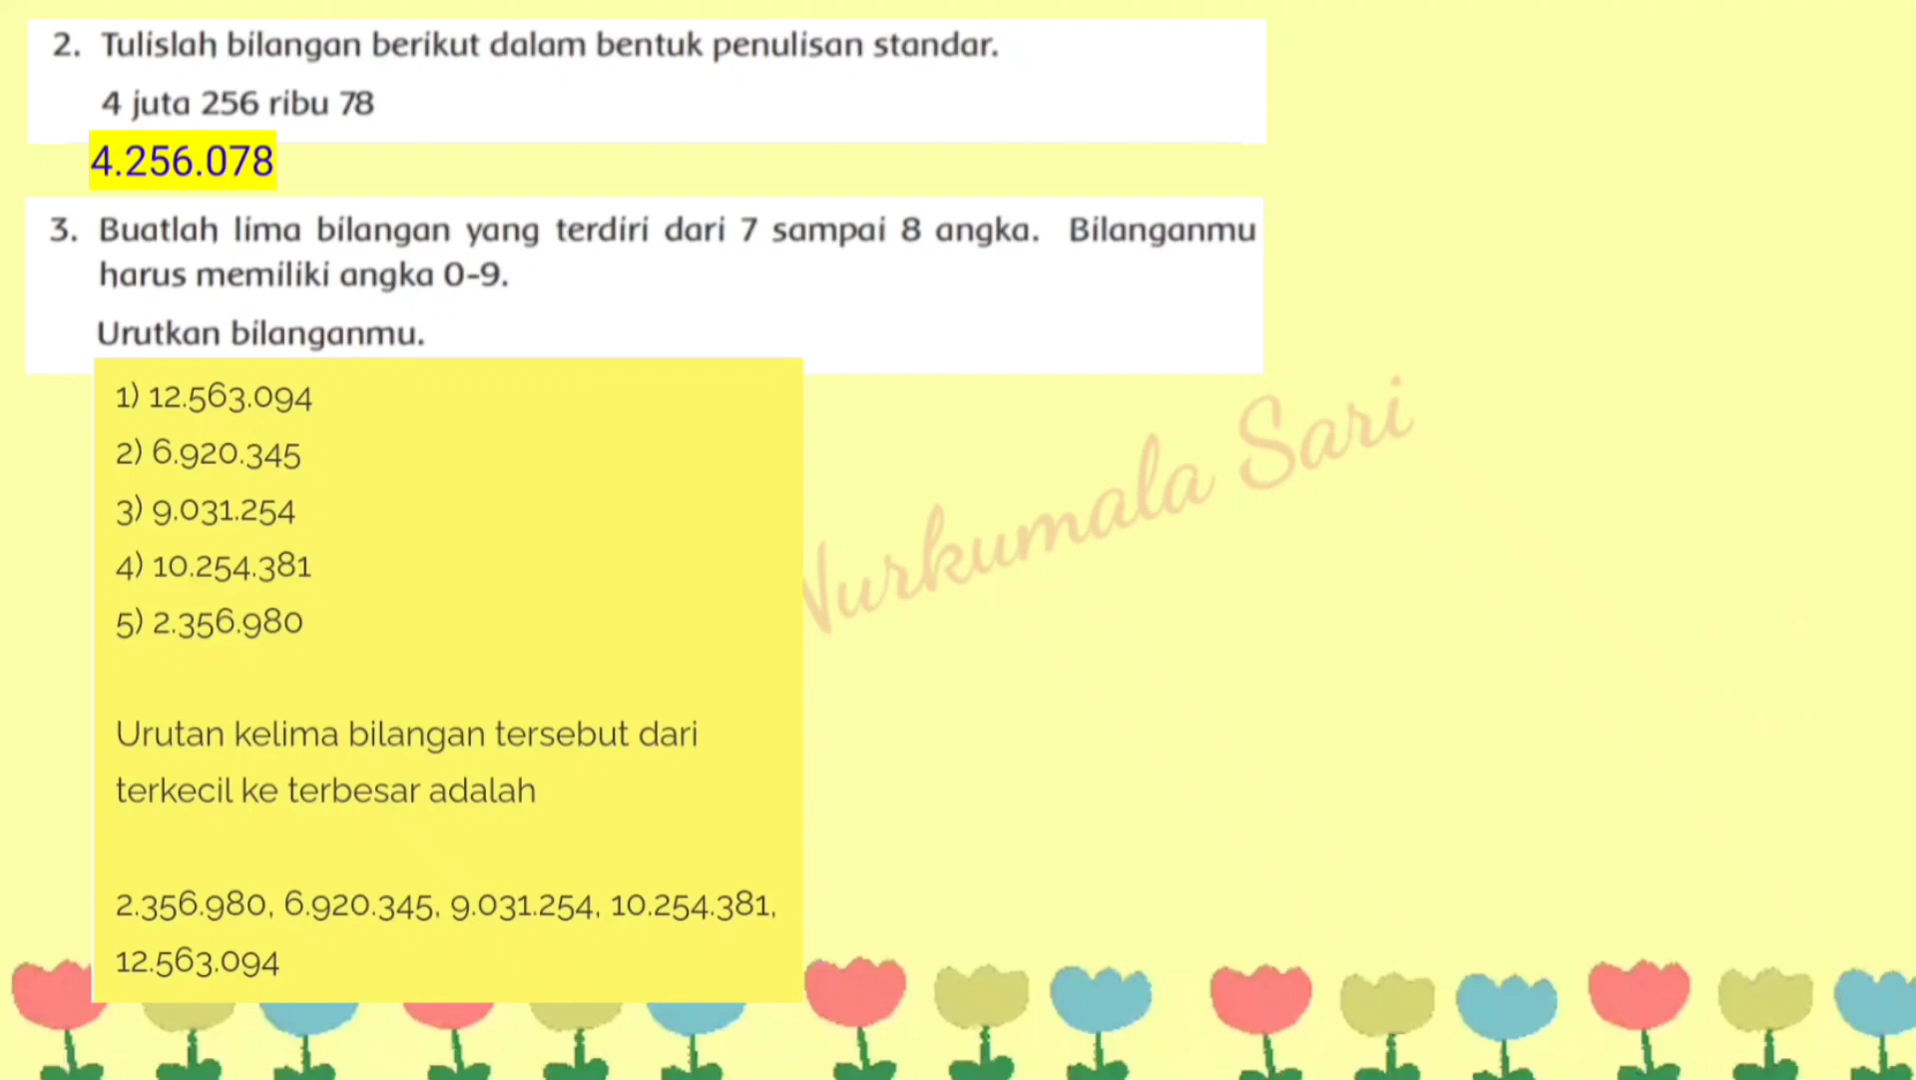 2. Tulislah bilangan berikut dalam bentuk penulisan standar.
4 juta 256 ribu 78
4.256.078
3. Buatlah lima bilangan yang terdiri dari 7 sampai 8 angka. Bilanganmu
harus memiliki angka 0-9.
Urutkan bilanganmu.
1) 12.563.094
2) 6.920.345
3) 9.031.254
4) 10.254.381
5) 2.356.980
Urutan kelima bilangan tersebut dari
terkecil ke terbesar adalah
2.356.980, 6.920.345, 9.031.254, 10.254.381,
12.563.094
Nurkumala Sari